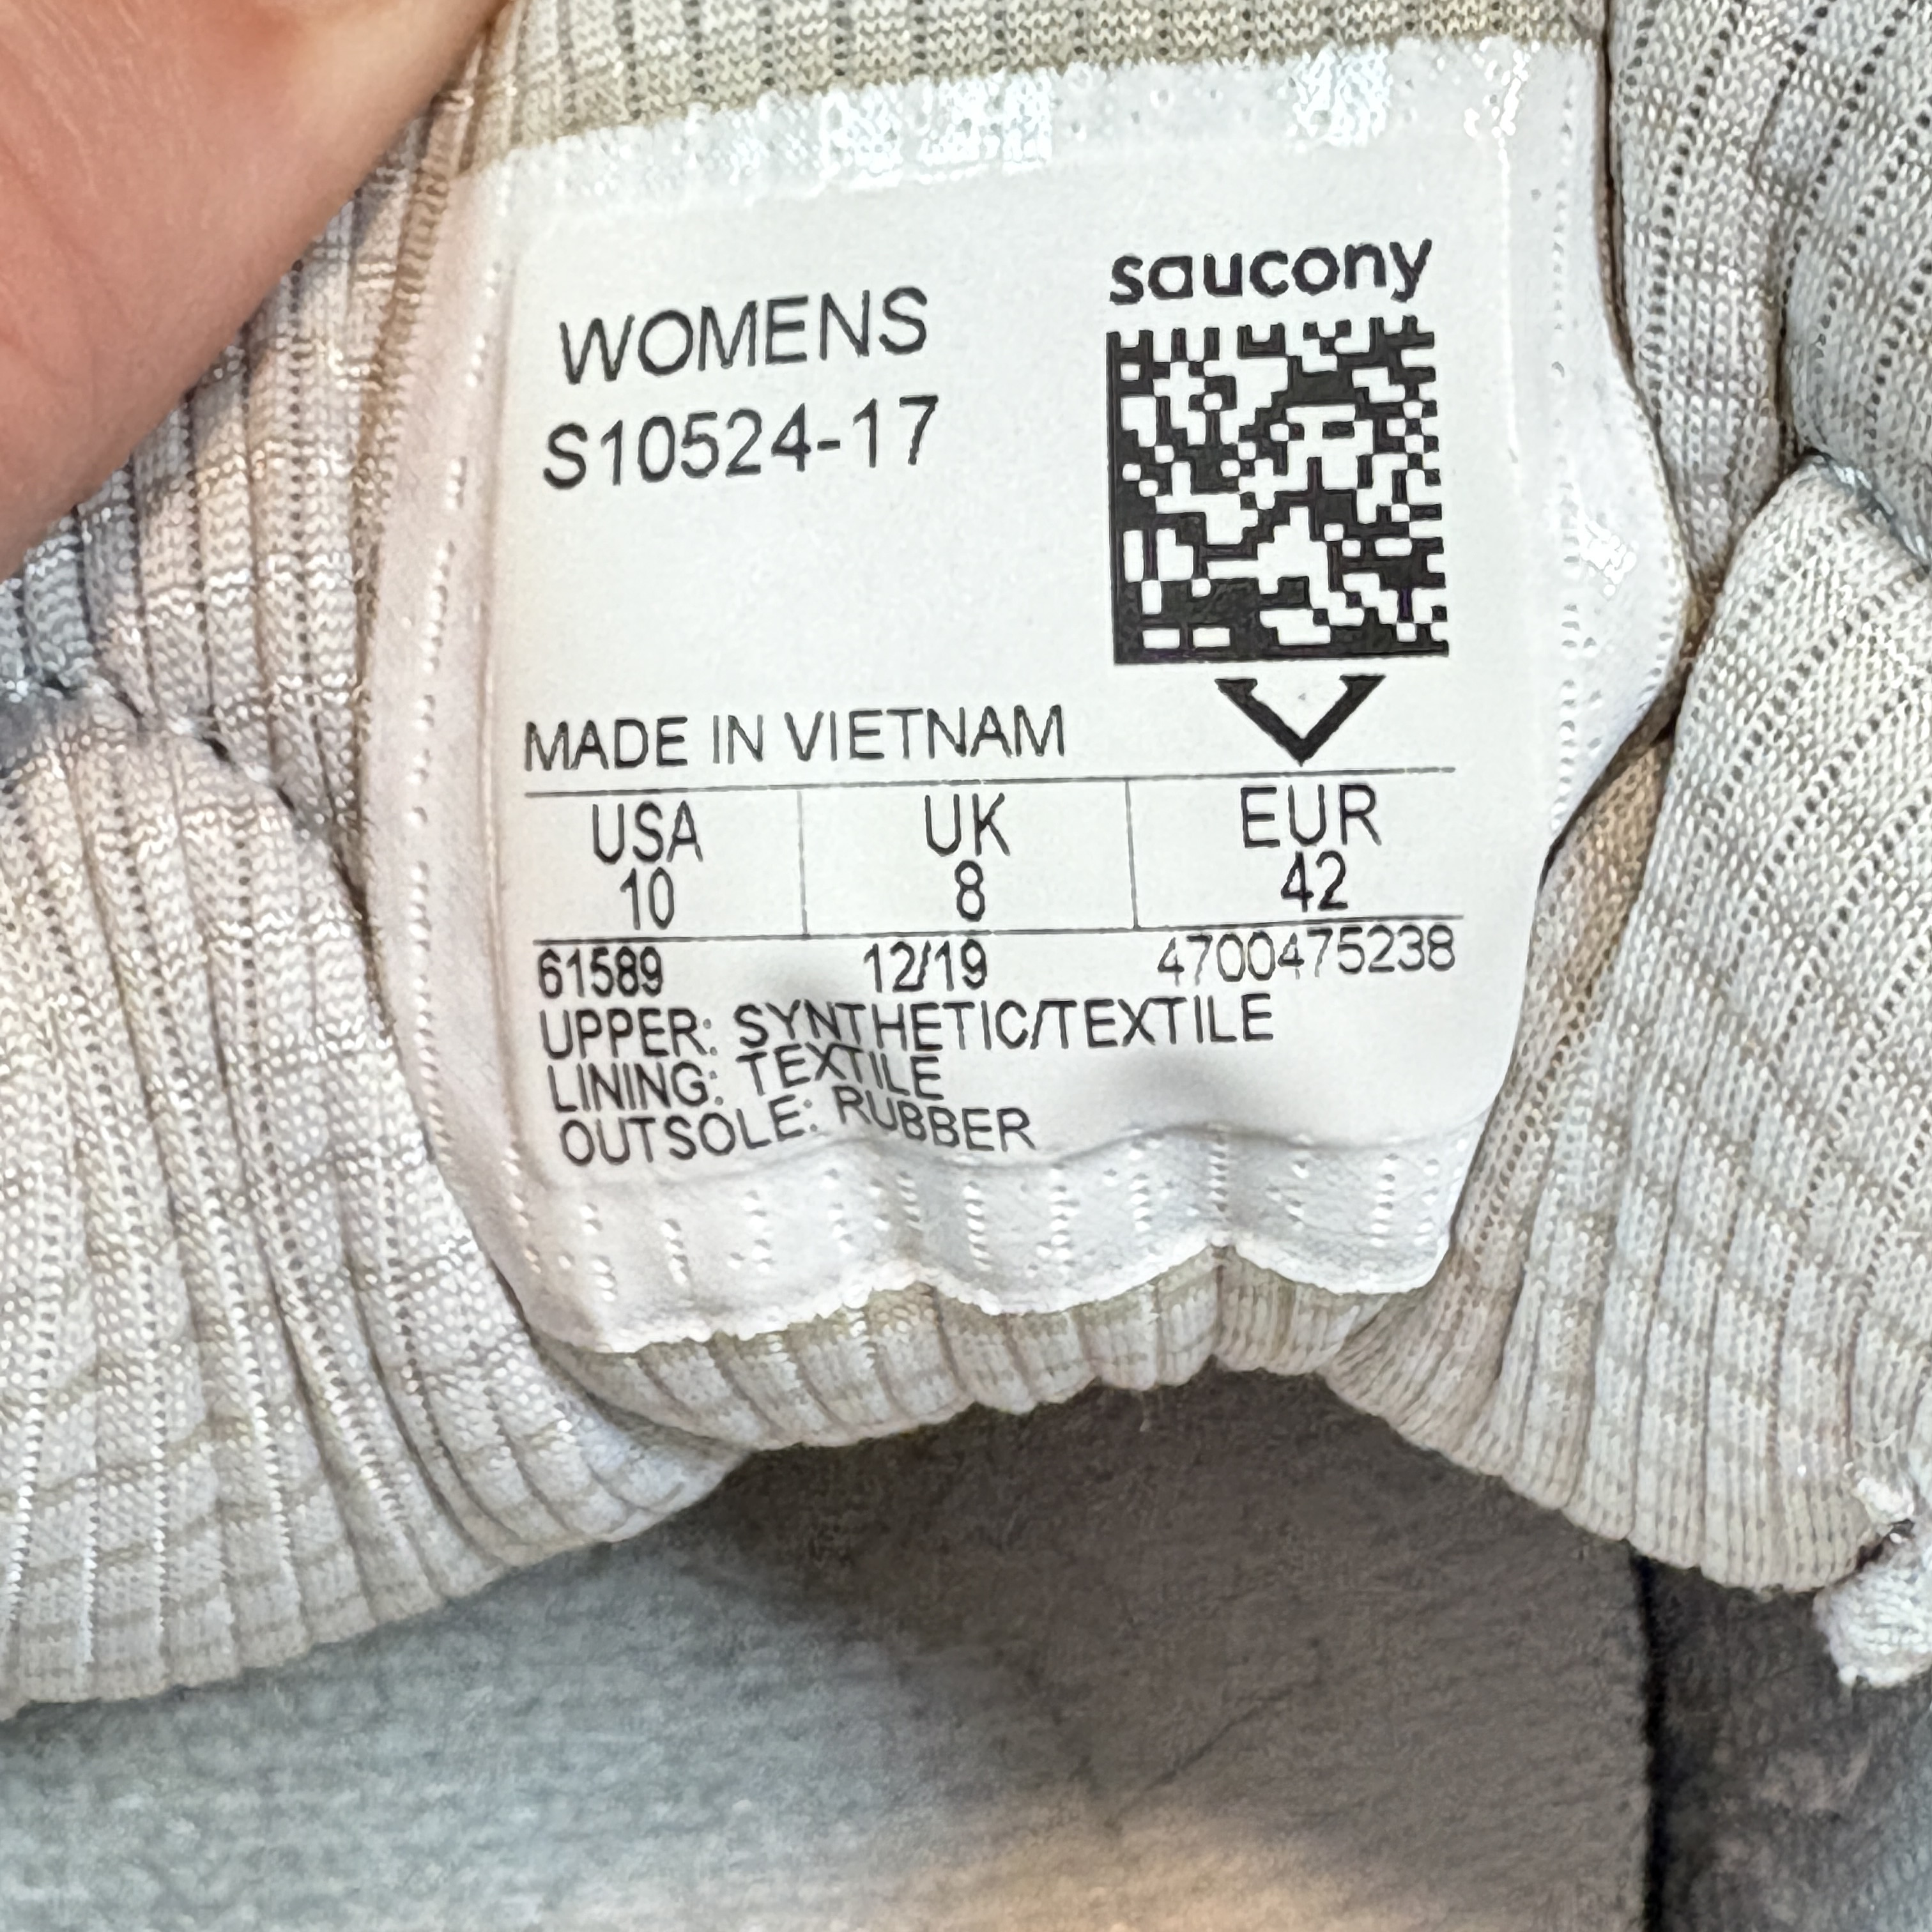 saucony
WOMENS
S10524-17
MADE IN VIETNAM
USA UK EUR
10 8 42
61589 12/19 4700475238
UPPER: SYNTHETIC/TEXTILE
LINING: TEXTILE
OUTSOLE: RUBBER